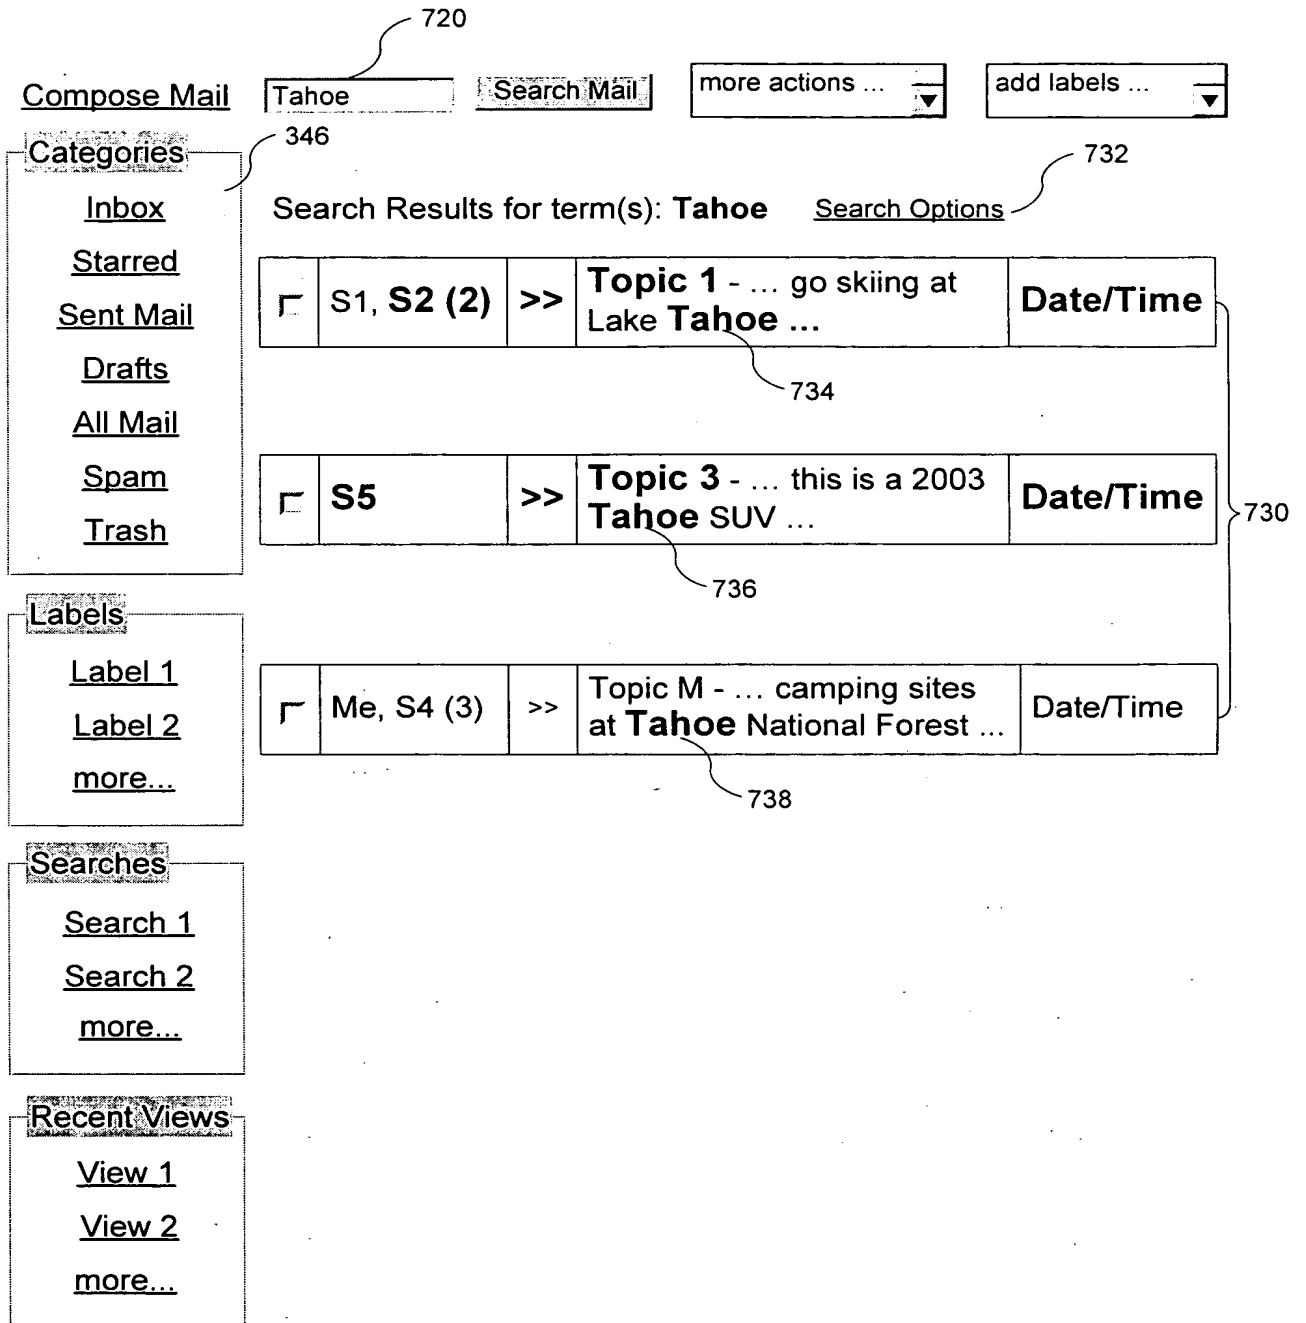 720
Compose Mail Tahoe Search Mail more actions ... add labels ...
Categories 346 732
Inbox Search Results for term(s): Tahoe Search Options
Starred
Sent Mail
Drafts
All Mail
Spam
Trash
S1, S2 (2) >> Topic 1 - ... go skiing at Date/Time
Lake Tahoe ...
734
S5 >> Topic 3 - ... this is a 2003 Date/Time
Tahoe SUV ...
730
736
Labels
Label 1
Label 2
more...
Me, S4 (3) >> Topic M - ... camping sites Date/Time
at Tahoe National Forest ...
738
Searches
Search 1
Search 2
more...
Recent Views
View 1
View 2
more...